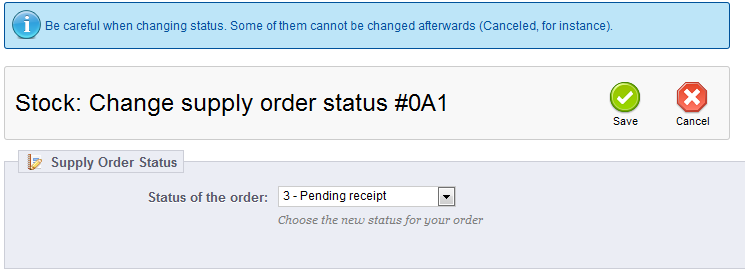 Be careful when changing status. Some of them cannot be changed afterwards (Canceled, for instance).
Stock: Change supply order status #0A1
Save
Cancel
Supply Order Status
Status of the order:
3 - Pending receipt
Choose the new status for your order